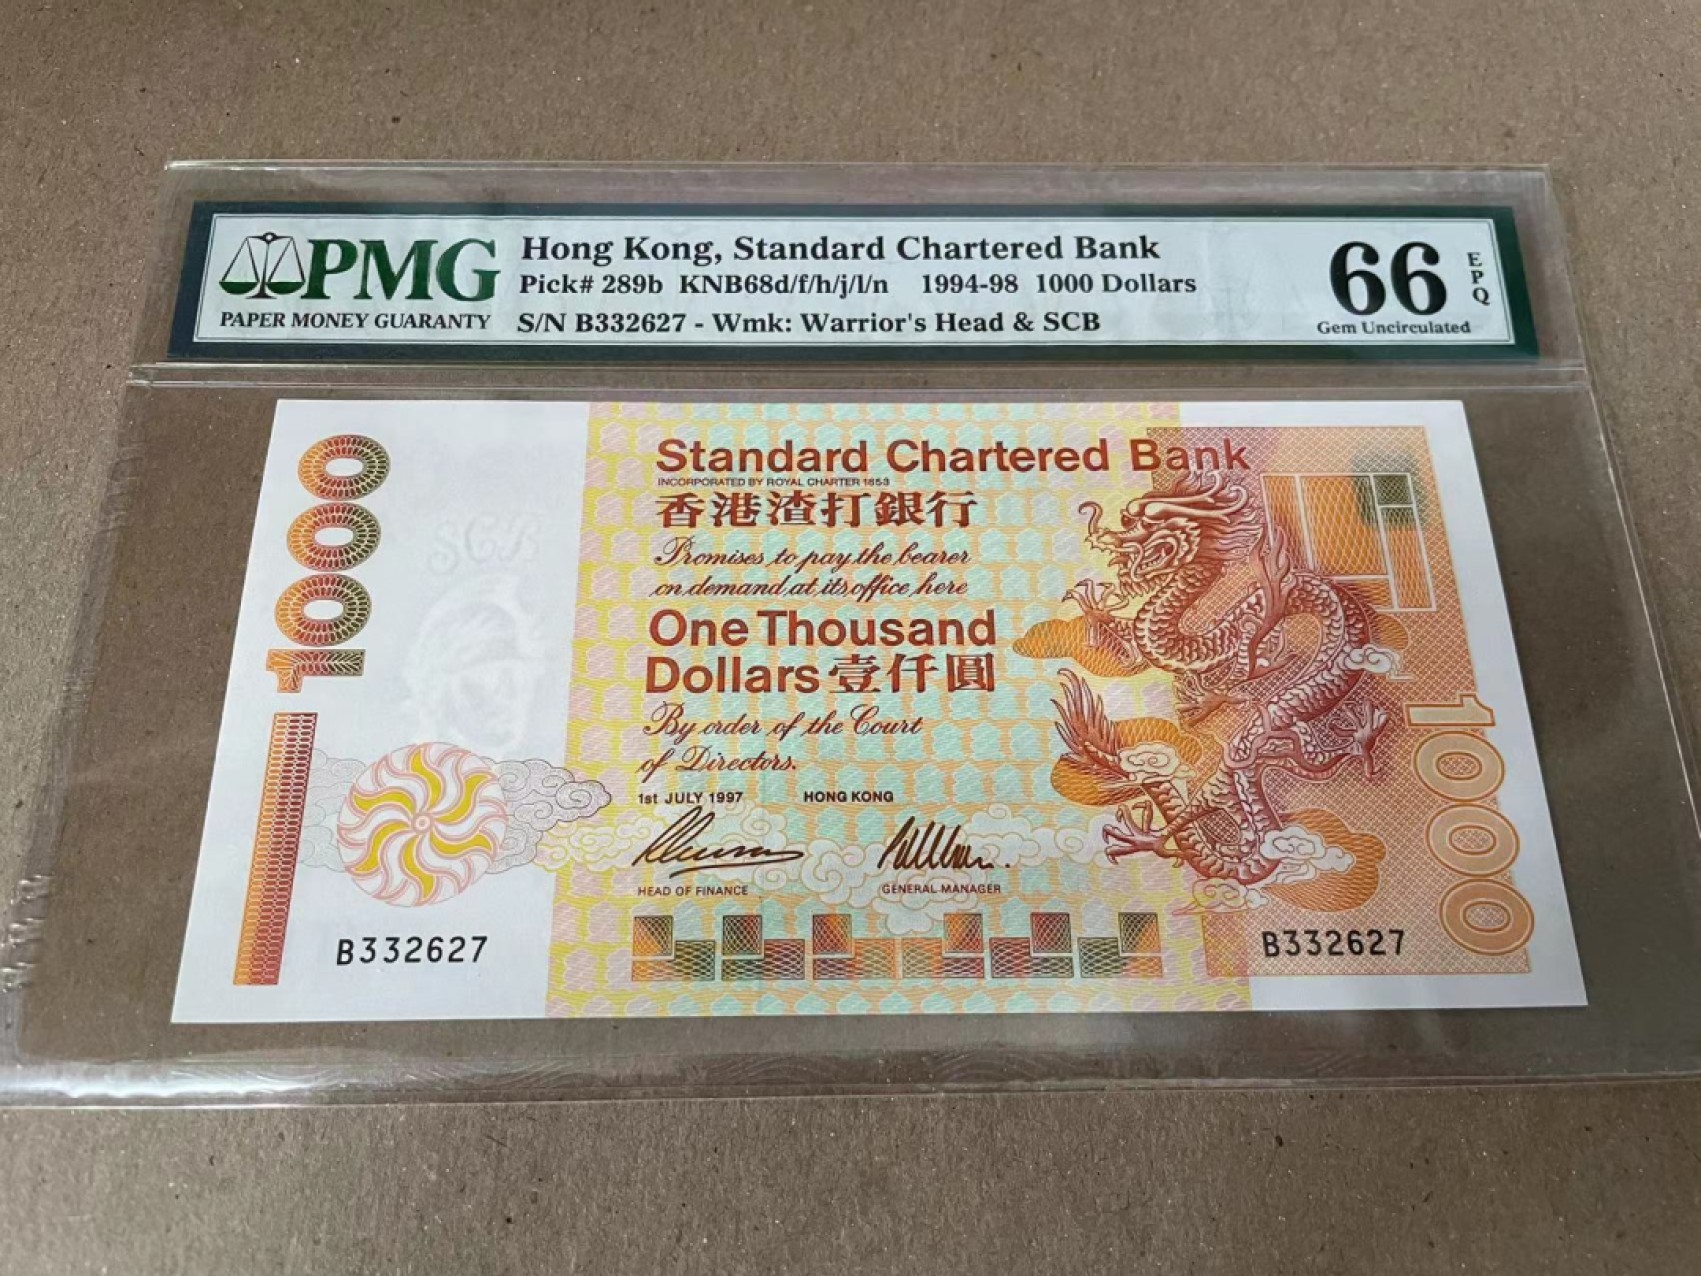 PMG
PAPER MONEY GUARANTY
Hong Kong, Standard Chartered Bank
Pick# 289b KNB68d/f/h/j/l/n 1994-98 1000 Dollars
S/N B332627 - Wmk: Warrior's Head & SCB
66
EPQ
Gem Uncirculated
1000
SCB
Standard Chartered Bank
INCORPORATED BY ROYAL CHARTER 1853
香港渣打銀行
Promises to pay the bearer
on demand at its office here
One Thousand
Dollars 壹仟圓
By order of the Court
of Directors.
1st JULY 1997 HONG KONG
HEAD OF FINANCE GENERAL MANAGER
B332627
B332627
1000